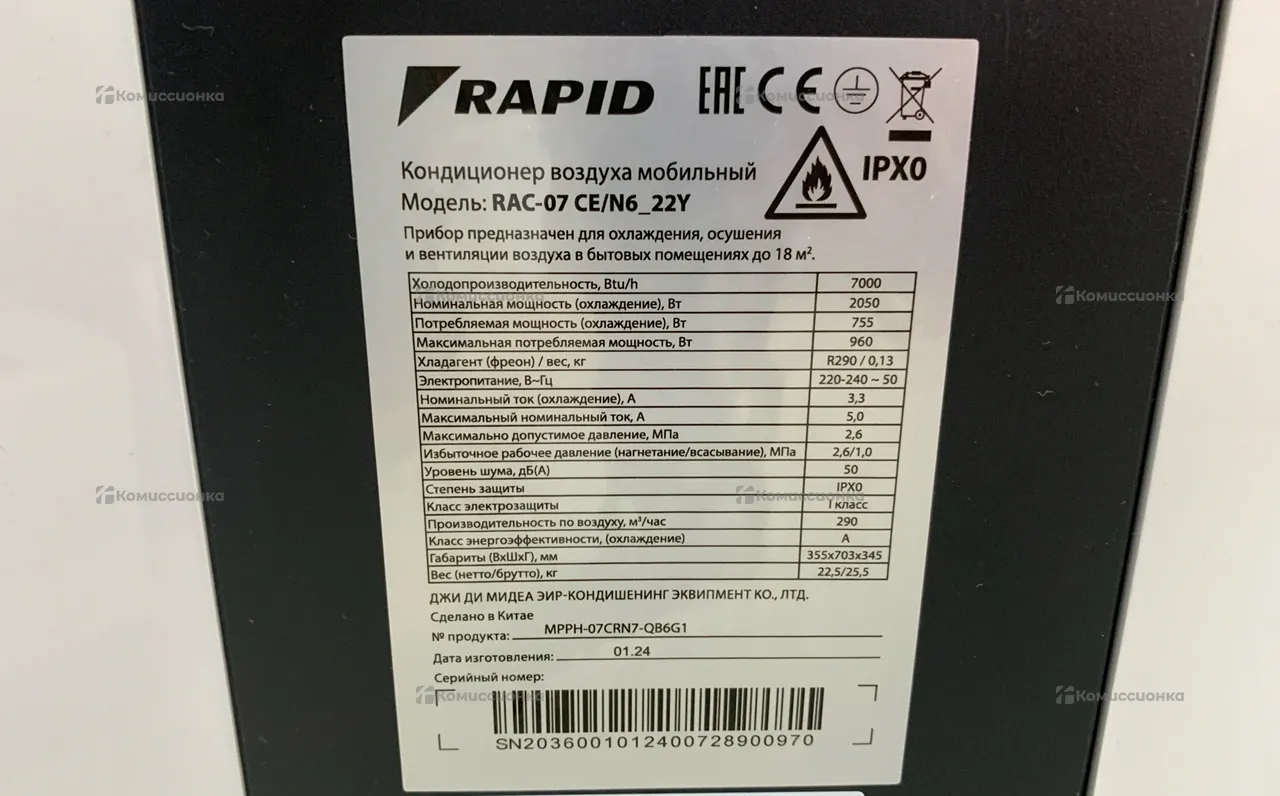 RAPID EAC CE
Кондиционер воздуха мобильный IPX0
Модель: RAC-07 CE/N6_22Y
Прибор предназначен для охлаждения, осушения
и вентиляции воздуха в бытовых помещениях до 18 м².
Холодопроизводительность, Btu/h 7000
Номинальная мощность (охлаждение), Вт 2050
Потребляемая мощность (охлаждение), Вт 755
Максимальная потребляемая мощность, Вт 960
Хладагент (фреон) / вес, кг R290 / 0,13
Электропитание, В~Гц 220-240 ~ 50
Номинальный ток (охлаждение), А 3,3
Максимальный номинальный ток, А 5,0
Максимально допустимое давление, МПа 2,6
Избыточное рабочее давление (нагнетание/всасывание), МПа 2,6/1,0
Уровень шума, дБ(А) 50
Степень защиты IPX0
Класс электрозащиты I класс
Производительность по воздуху, м³/час 290
Класс энергоэффективности, (охлаждение) А
Габариты (ВхШхГ), мм 355х703х345
Вес (нетто/брутто), кг 22,5/25,5
ДЖИ ДИ МИДЕА ЭИР-КОНДИШЕНИНГ ЭКВИПМЕНТ КО., ЛТД.
Сделано в Китае
№ продукта: MPPH-07CRN7-QB6G1
Дата изготовления: 01.24
Серийный номер:
SN2036001012400728900970
Комиссионка
Комиссионка
Комиссионка
Комиссионка
Комиссионка
Комиссионка
Комиссионка
Комиссионка